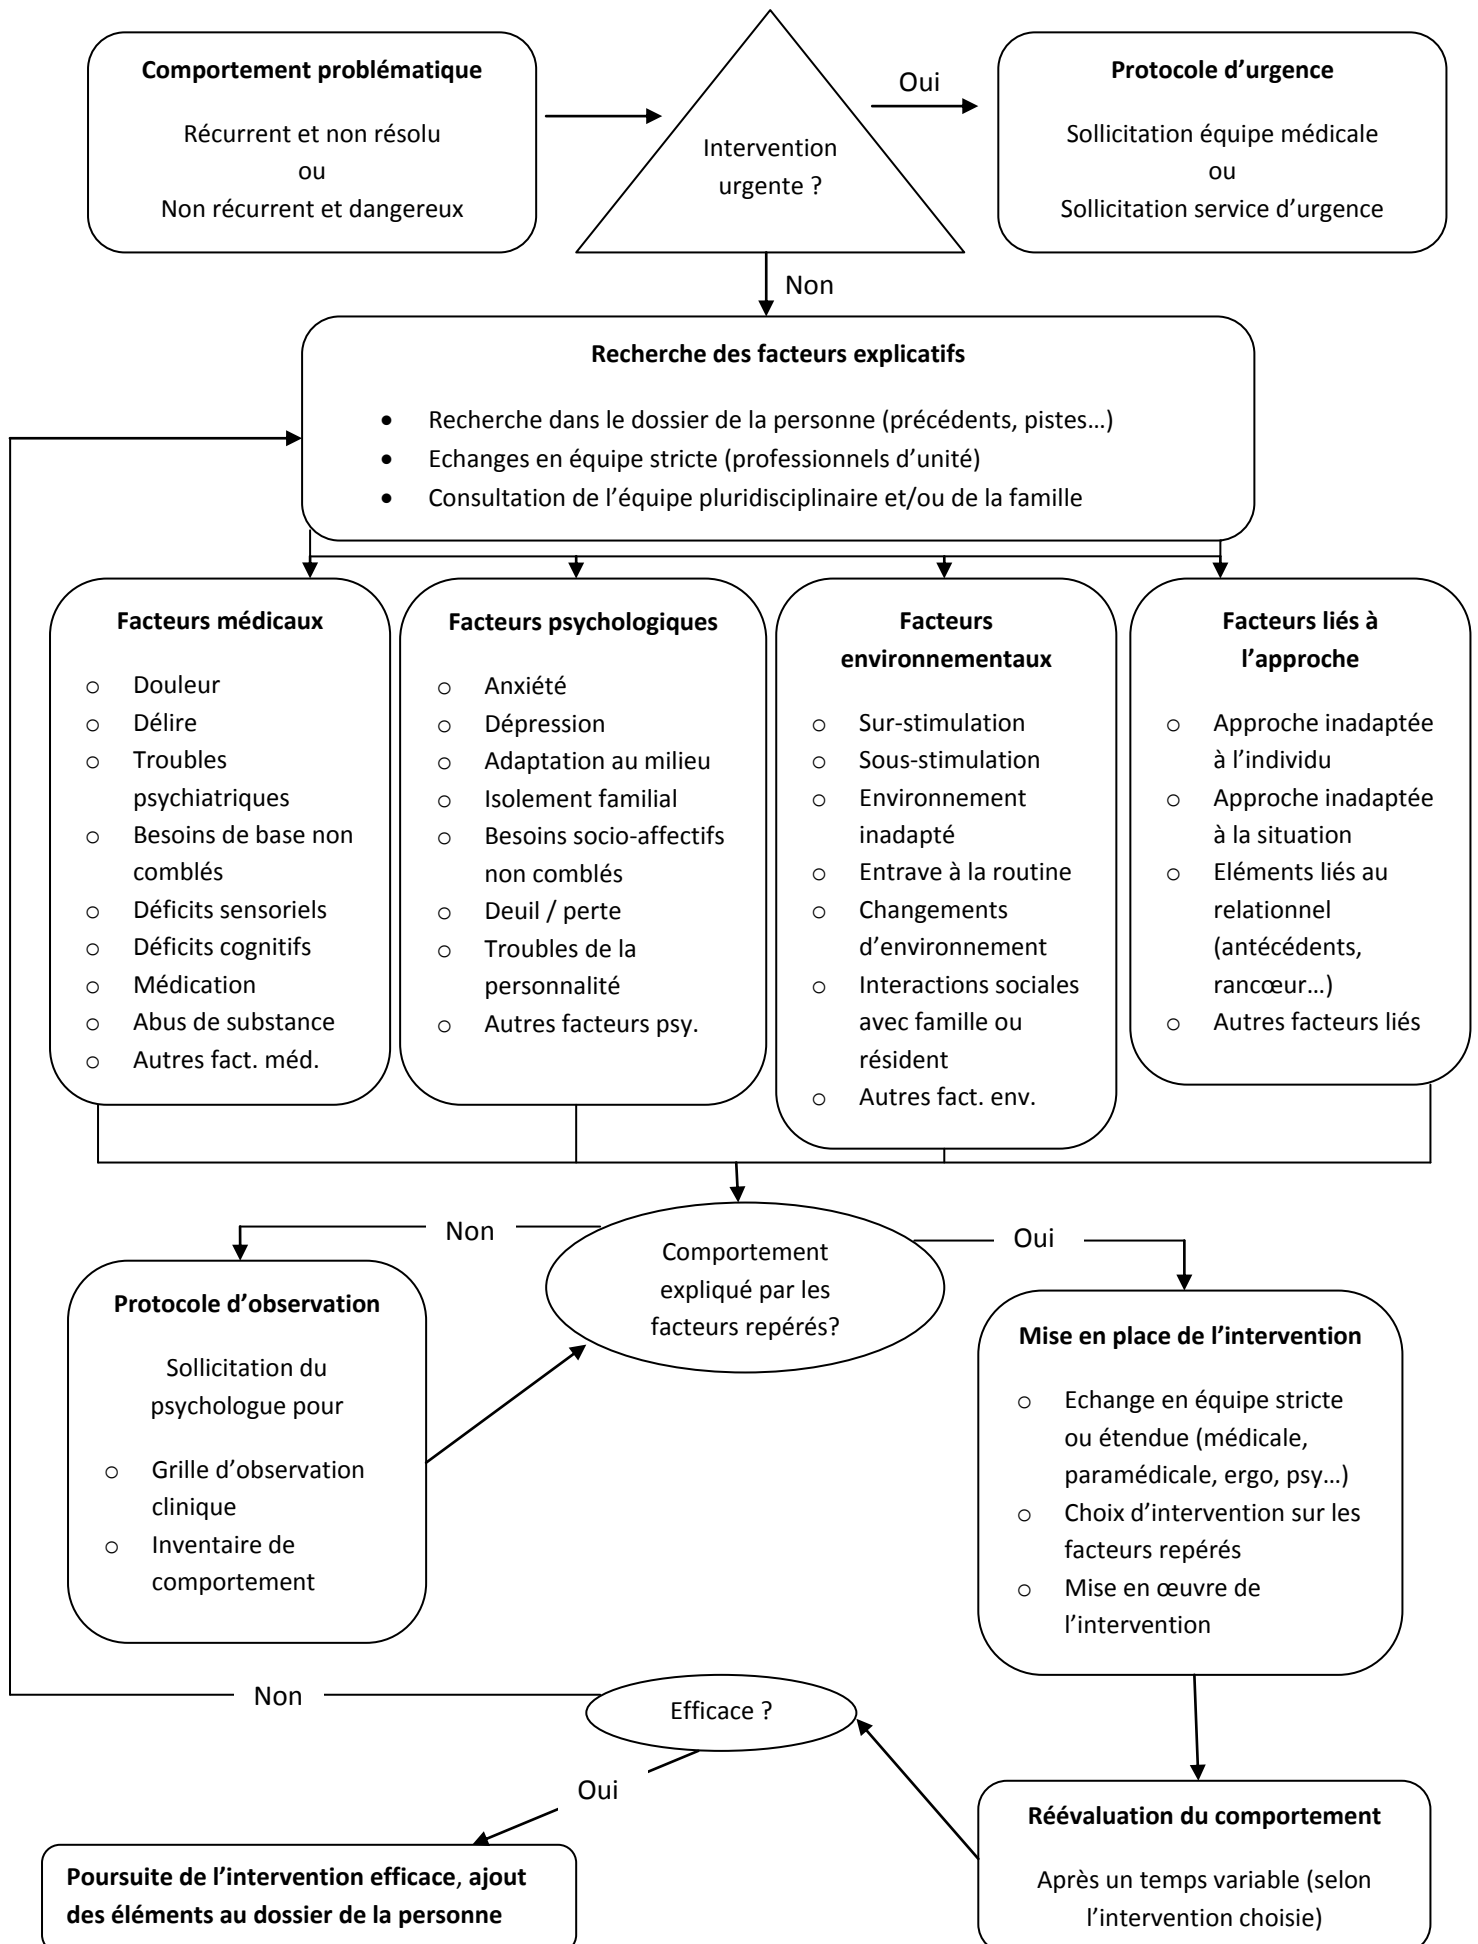 Comportement problématique
Récurrent et non résolu
ou
Non récurrent et dangereux
Intervention
urgente ?
Oui
Protocole d’urgence
Sollicitation équipe médicale
ou
Sollicitation service d’urgence
Non
Recherche des facteurs explicatifs
• Recherche dans le dossier de la personne (précédents, pistes…)
• Echanges en équipe stricte (professionnels d’unité)
• Consultation de l’équipe pluridisciplinaire et/ou de la famille
Facteurs médicaux
o Douleur
o Délire
o Troubles
psychiatriques
o Besoins de base non
comblés
o Déficits sensoriels
o Déficits cognitifs
o Médication
o Abus de substance
o Autres fact. méd.
Facteurs psychologiques
o Anxiété
o Dépression
o Adaptation au milieu
o Isolement familial
o Besoins socio-affectifs
non comblés
o Deuil / perte
o Troubles de la
personnalité
o Autres facteurs psy.
Facteurs
environnementaux
o Sur-stimulation
o Sous-stimulation
o Environnement
inadapté
o Entrave à la routine
o Changements
d’environnement
o Interactions sociales
avec famille ou
résident
o Autres fact. env.
Facteurs liés à
l’approche
o Approche inadaptée
à l’individu
o Approche inadaptée
à la situation
o Eléments liés au
relationnel
(antécédents,
rancœur…)
o Autres facteurs liés
Non
Comportement
expliqué par les
facteurs repérés?
Oui
Protocole d’observation
Sollicitation du
psychologue pour
o Grille d’observation
clinique
o Inventaire de
comportement
Mise en place de l’intervention
o Echange en équipe stricte
ou étendue (médicale,
paramédicale, ergo, psy…)
o Choix d’intervention sur les
facteurs repérés
o Mise en œuvre de
l’intervention
Non
Efficace ?
Oui
Réévaluation du comportement
Après un temps variable (selon
l’intervention choisie)
Poursuite de l’intervention efficace, ajout
des éléments au dossier de la personne